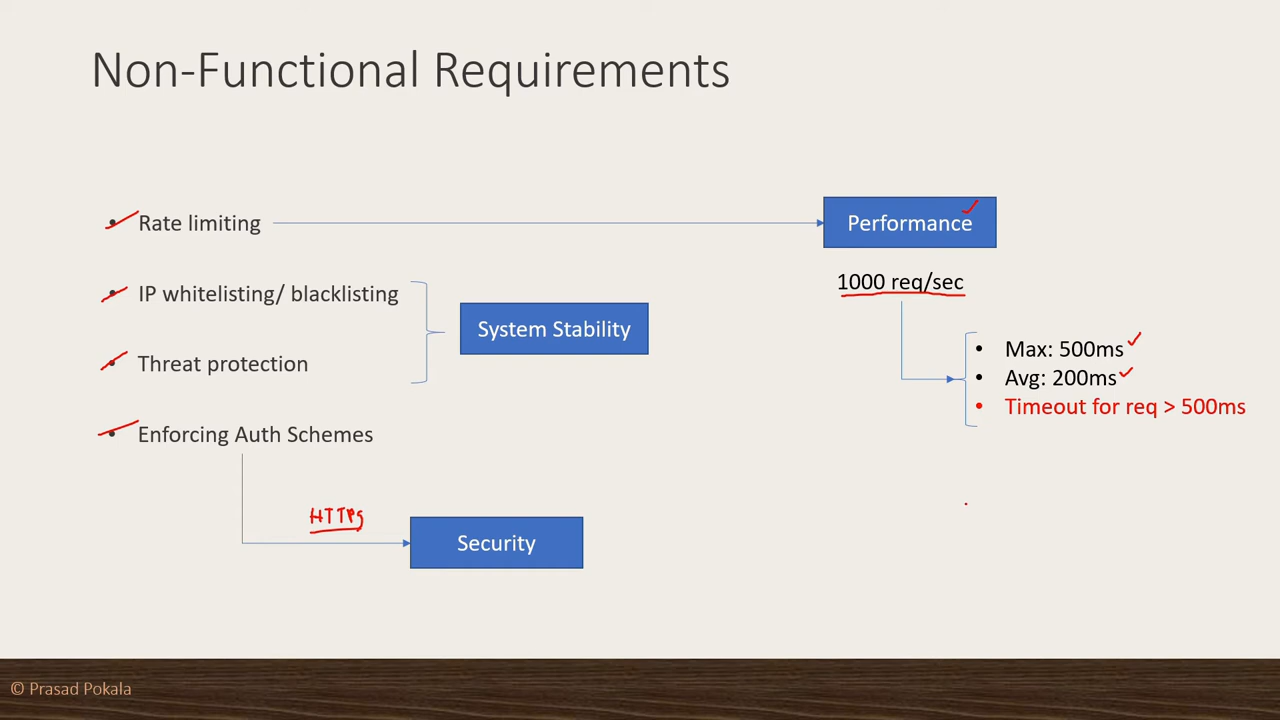 Non-Functional Requirements
• Rate limiting
Performance
1000 req/sec
• IP whitelisting/ blacklisting
System Stability
• Threat protection
• Max: 500ms
• Avg: 200ms
• Timeout for req > 500ms
• Enforcing Auth Schemes
HTTPs
Security
© Prasad Pokala